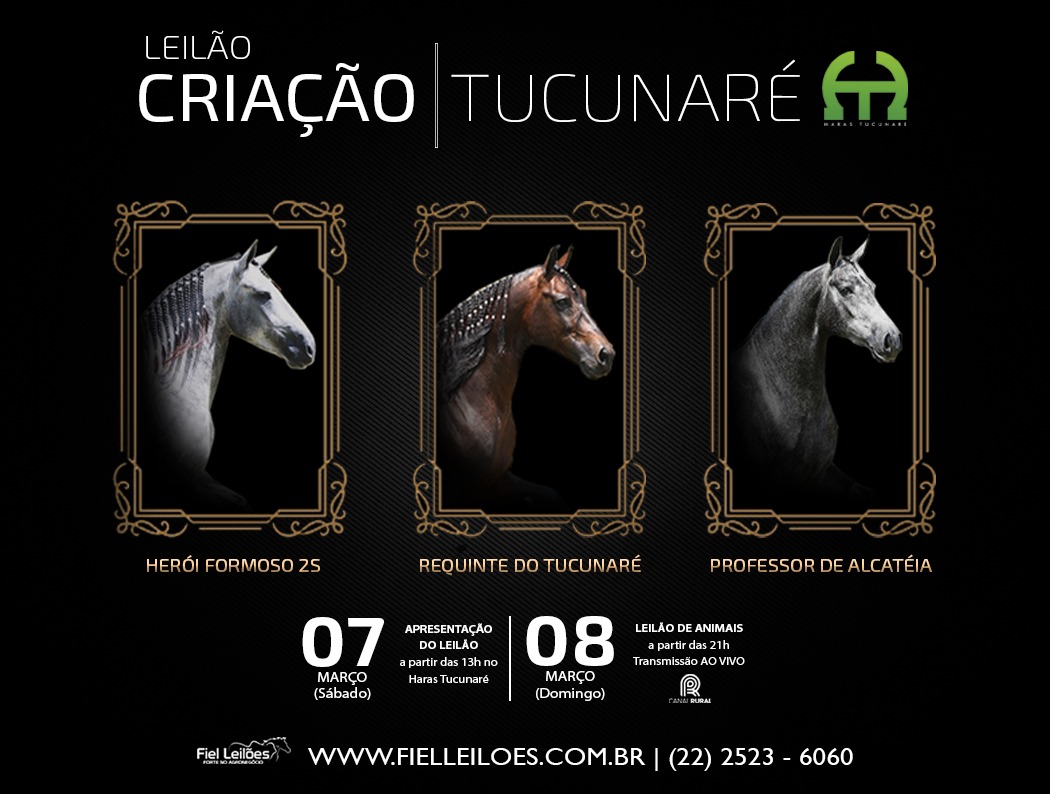 LEILÃO
CRIAÇÃO
TUCUNARÉ
HARAS TUCUNARÉ
HERÓI FORMOSO 2S
REQUINTE DO TUCUNARÉ
PROFESSOR DE ALCATÉIA
07
MARÇO
(Sábado)
APRESENTAÇÃO
DO LEILÃO
a partir das 13h no
Haras Tucunaré
08
MARÇO
(Domingo)
LEILÃO DE ANIMAIS
a partir das 21h
Transmissão AO VIVO
CANAL RURAL
Fiel Leilões
FORTE NO AGRONEGÓCIO
WWW.FIELLEILOES.COM.BR | (22) 2523 - 6060